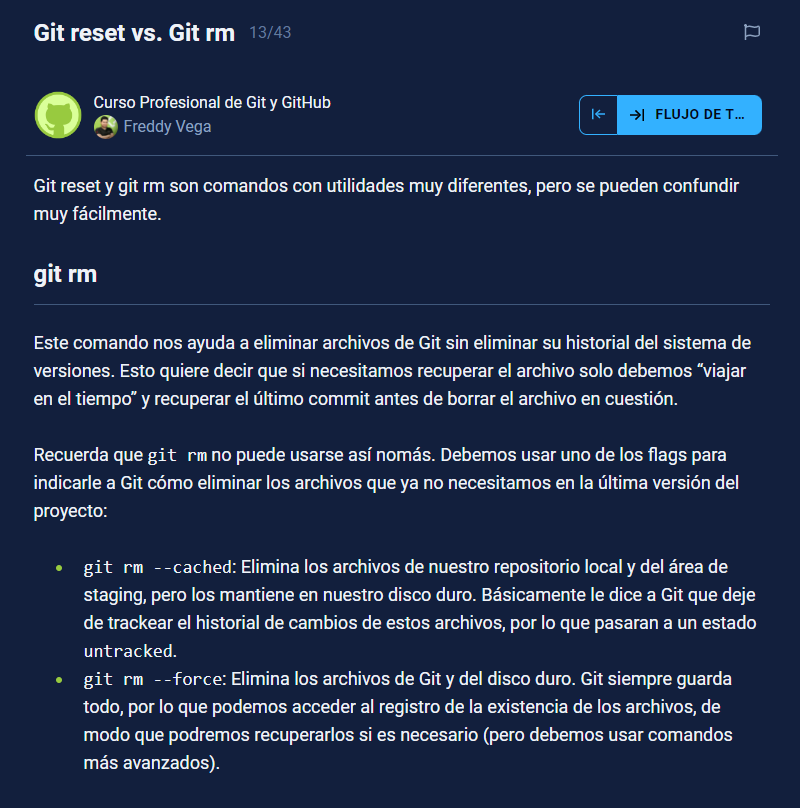 Git reset vs. Git rm 13/43
Curso Profesional de Git y GitHub
Freddy Vega
FLUJO DE T...
Git reset y git rm son comandos con utilidades muy diferentes, pero se pueden confundir
muy fácilmente.
git rm
Este comando nos ayuda a eliminar archivos de Git sin eliminar su historial del sistema de
versiones. Esto quiere decir que si necesitamos recuperar el archivo solo debemos “viajar
en el tiempo” y recuperar el último commit antes de borrar el archivo en cuestión.
Recuerda que git rm no puede usarse así nomás. Debemos usar uno de los flags para
indicarle a Git cómo eliminar los archivos que ya no necesitamos en la última versión del
proyecto:
• git rm --cached: Elimina los archivos de nuestro repositorio local y del área de
staging, pero los mantiene en nuestro disco duro. Básicamente le dice a Git que deje
de trackear el historial de cambios de estos archivos, por lo que pasaran a un estado
untracked.
• git rm --force: Elimina los archivos de Git y del disco duro. Git siempre guarda
todo, por lo que podemos acceder al registro de la existencia de los archivos, de
modo que podremos recuperarlos si es necesario (pero debemos usar comandos
más avanzados).